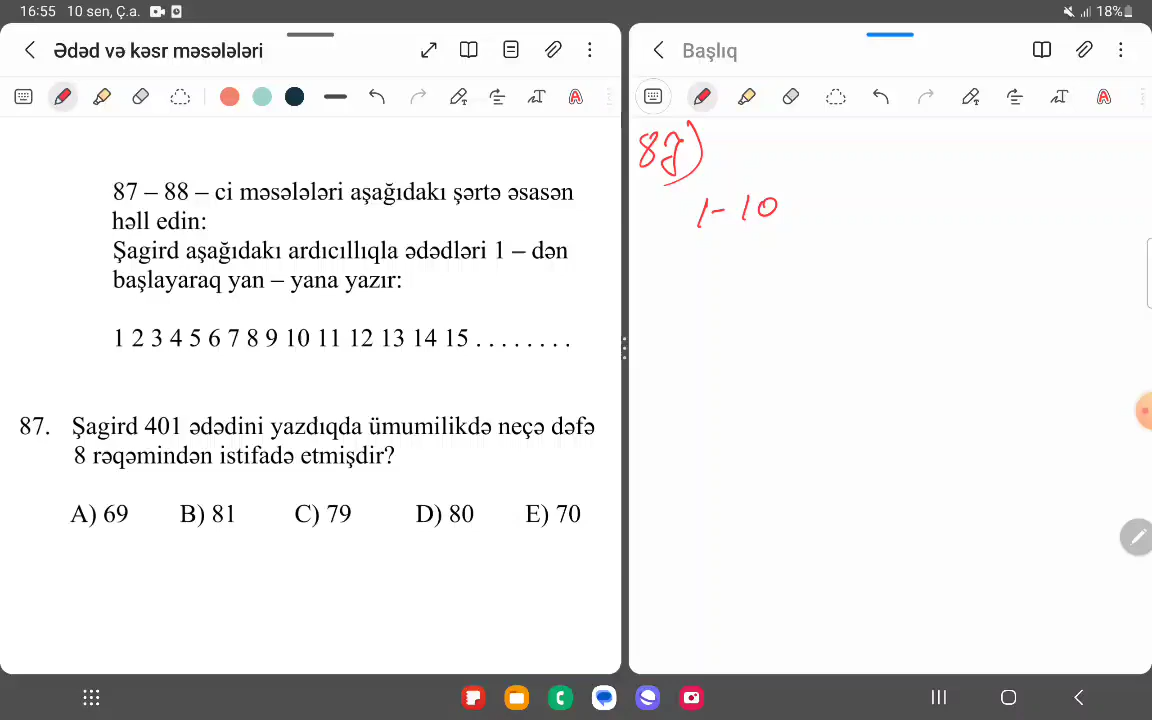 16:55 10 sen, Ç.a. 18%
Ədəd və kəsr məsələləri
87 – 88 – ci məsələləri aşağıdakı şərtə əsasən
həll edin:
Şagird aşağıdakı ardıcıllıqla ədədləri 1 – dən
başlayaraq yan – yana yazır:
1 2 3 4 5 6 7 8 9 10 11 12 13 14 15 . . . . . . . .
87. Şagird 401 ədədini yazdıqda ümumilikdə neçə dəfə
8 rəqəmindən istifadə etmişdir?
A) 69 B) 81 C) 79 D) 80 E) 70
Başlıq
87)
1-10